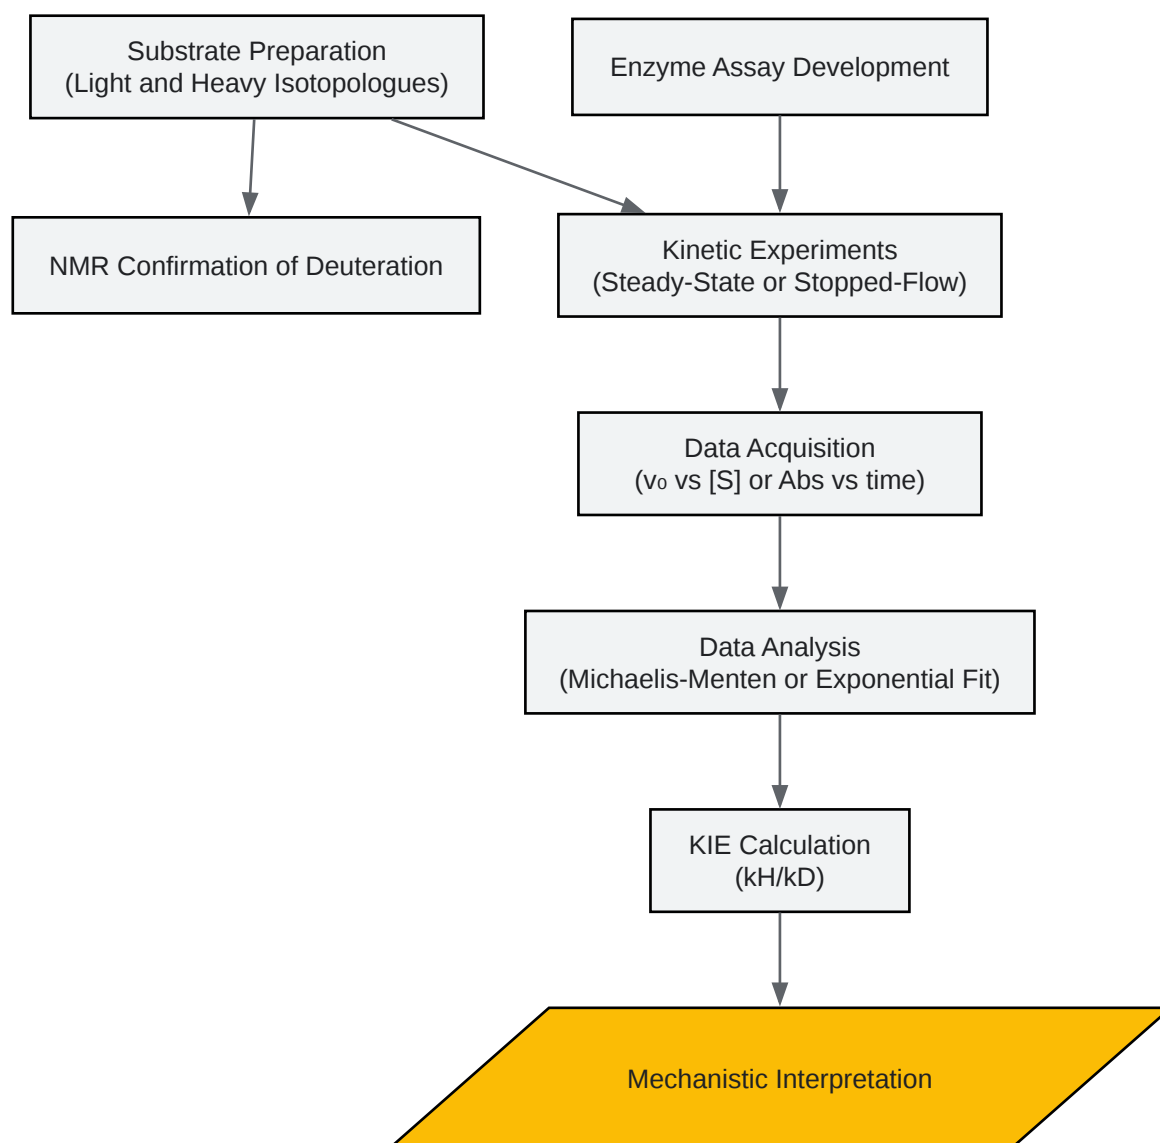 Substrate Preparation
(Light and Heavy Isotopologues)
Enzyme Assay Development
NMR Confirmation of Deuteration
Kinetic Experiments
(Steady-State or Stopped-Flow)
Data Acquisition
(v₀ vs [S] or Abs vs time)
Data Analysis
(Michaelis-Menten or Exponential Fit)
KIE Calculation
(kH/kD)
Mechanistic Interpretation